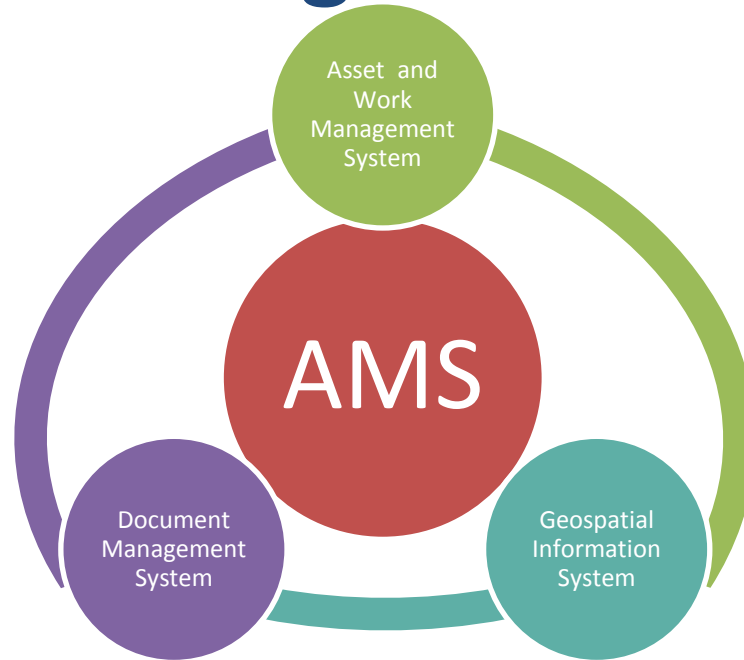 Asset and
Work
Management
System
AMS
Document
Management
System
Geospatial
Information
System